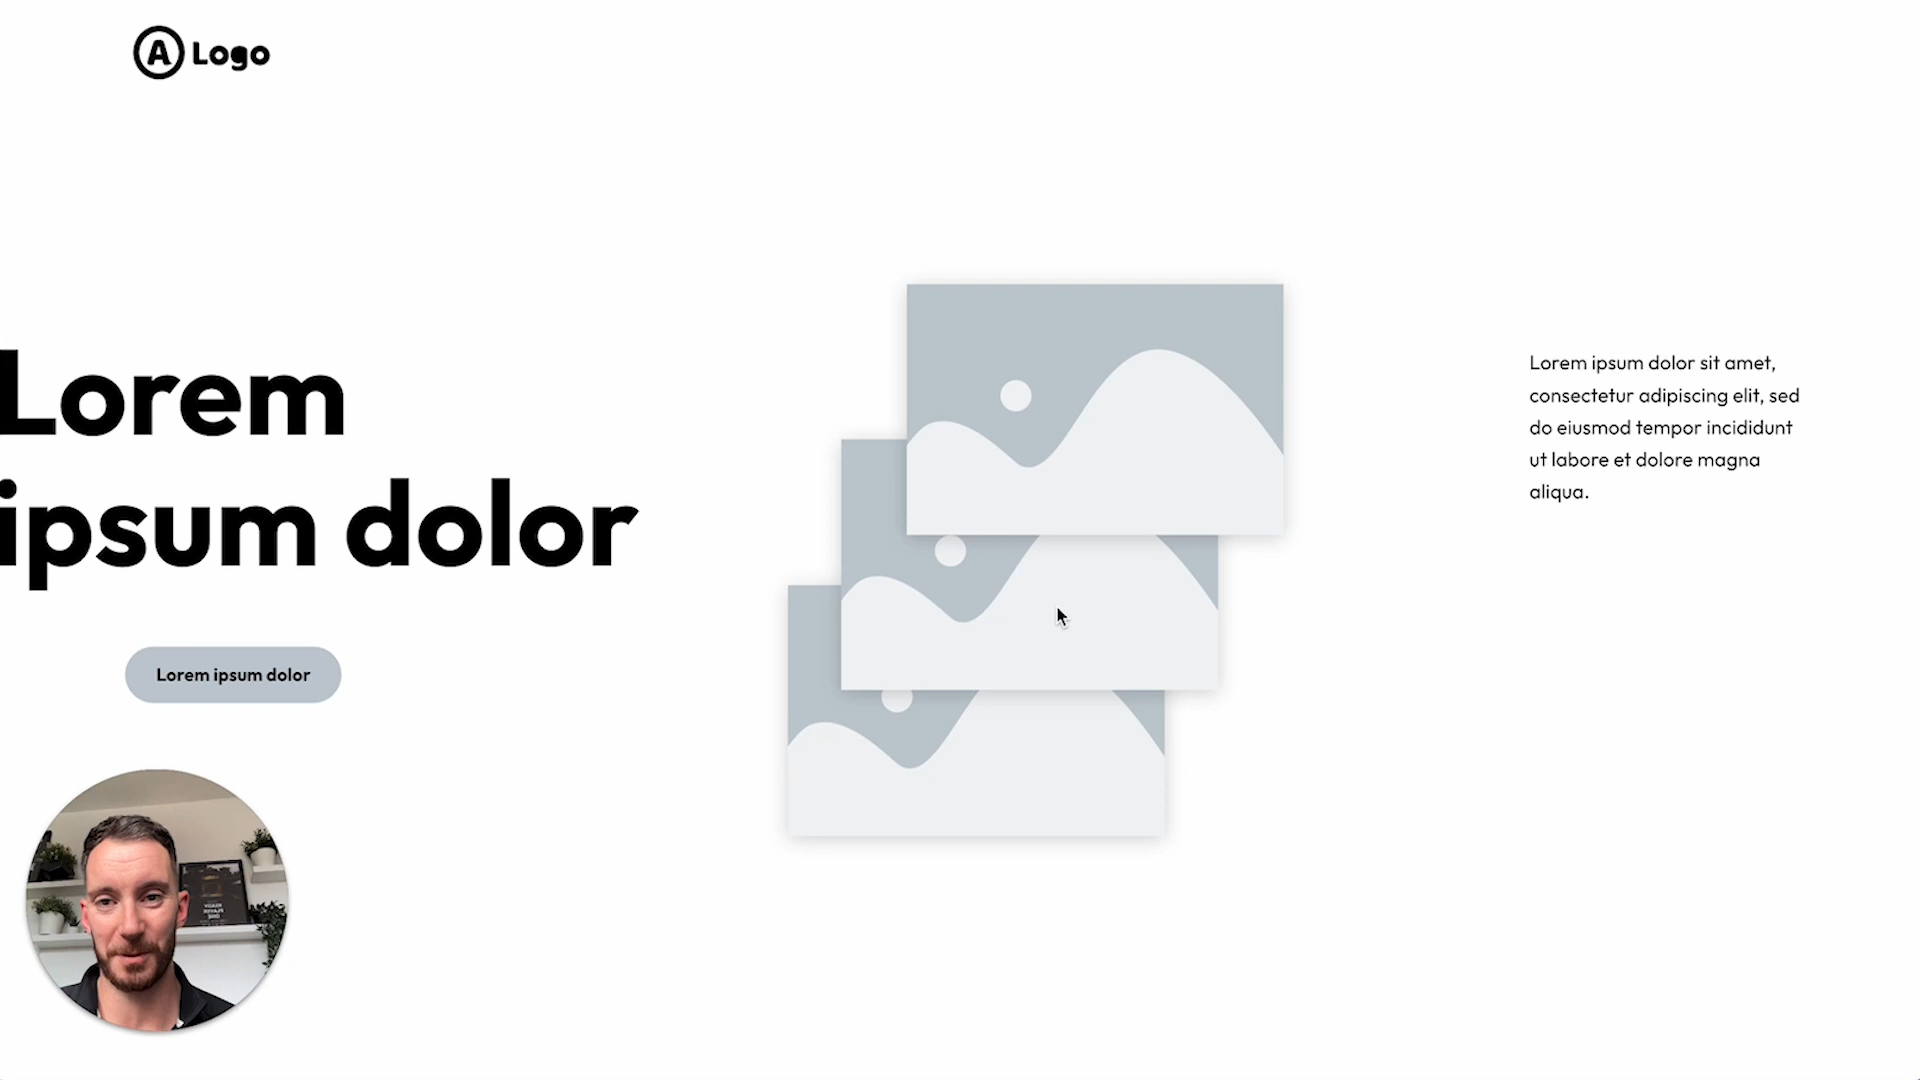 A Logo
Lorem
ipsum dolor
Lorem ipsum dolor
Lorem ipsum dolor sit amet,
consectetur adipiscing elit, sed
do eiusmod tempor incididunt
ut labore et dolore magna
aliqua.